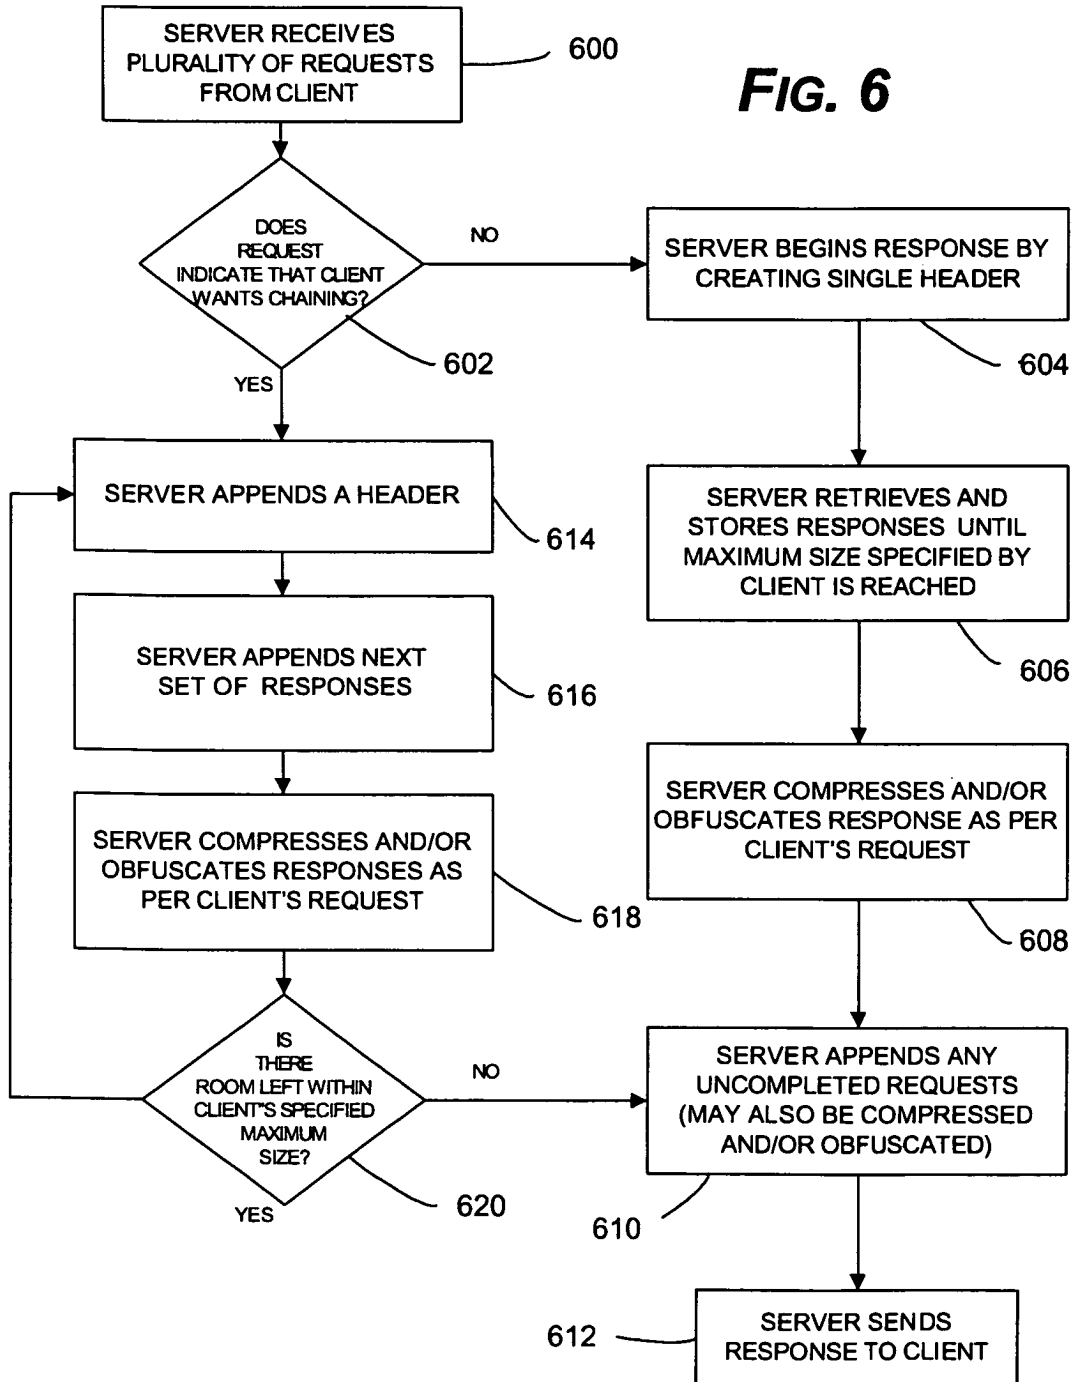 SERVER RECEIVES
PLURALITY OF REQUESTS
FROM CLIENT
600
FIG. 6
DOES
REQUEST
INDICATE THAT CLIENT
WANTS CHAINING?
602
NO
YES
SERVER BEGINS RESPONSE BY
CREATING SINGLE HEADER
604
SERVER APPENDS A HEADER
614
SERVER RETRIEVES AND
STORES RESPONSES UNTIL
MAXIMUM SIZE SPECIFIED BY
CLIENT IS REACHED
606
SERVER APPENDS NEXT
SET OF RESPONSES
616
SERVER COMPRESSES AND/OR
OBFUSCATES RESPONSE AS PER
CLIENT'S REQUEST
608
SERVER COMPRESSES AND/OR
OBFUSCATES RESPONSES AS
PER CLIENT'S REQUEST
618
IS
THERE
ROOM LEFT WITHIN
CLIENT"S SPECIFIED
MAXIMUM
SIZE?
620
NO
YES
SERVER APPENDS ANY
UNCOMPLETED REQUESTS
(MAY ALSO BE COMPRESSED
AND/OR OBFUSCATED)
610
SERVER SENDS
RESPONSE TO CLIENT
612